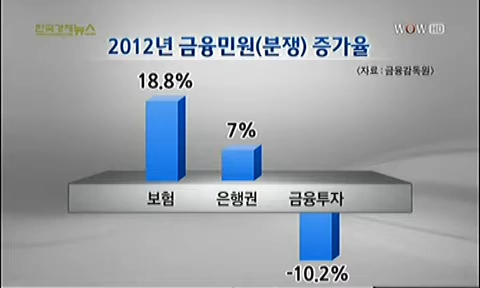 한국경제뉴스
WOW HD
2012년 금융민원(분쟁) 증가율
〈자료 : 금융감독원〉
18.8%
7%
보험 은행권 금융투자
-10.2%